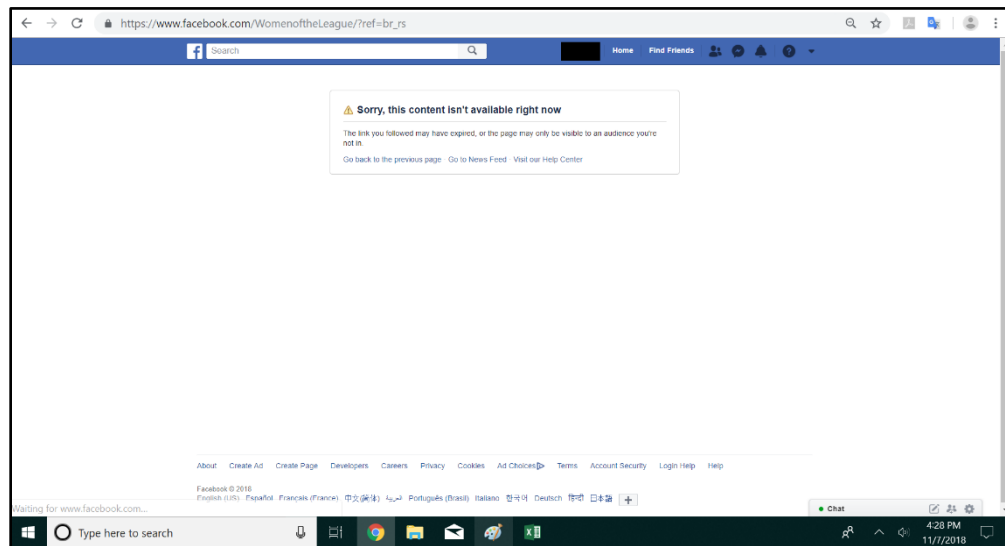 https://www.facebook.com/WomenoftheLeague/?ref=br_rs
f Search Home Find Friends
Sorry, this content isn't available right now
The link you followed may have expired, or the page may only be visible to an audience you're
not in.
Go back to the previous page · Go to News Feed · Visit our Help Center
About Create Ad Create Page Developers Careers Privacy Cookies Ad Choices Terms Account Security Login Help Help
Facebook © 2018
English (US) Español Français (France) 中文(简体) العربية Português (Brasil) Italiano 한국어 Deutsch हिन्दी 日本語
Waiting for www.facebook.com...
Chat
Type here to search
4:28 PM
11/7/2018